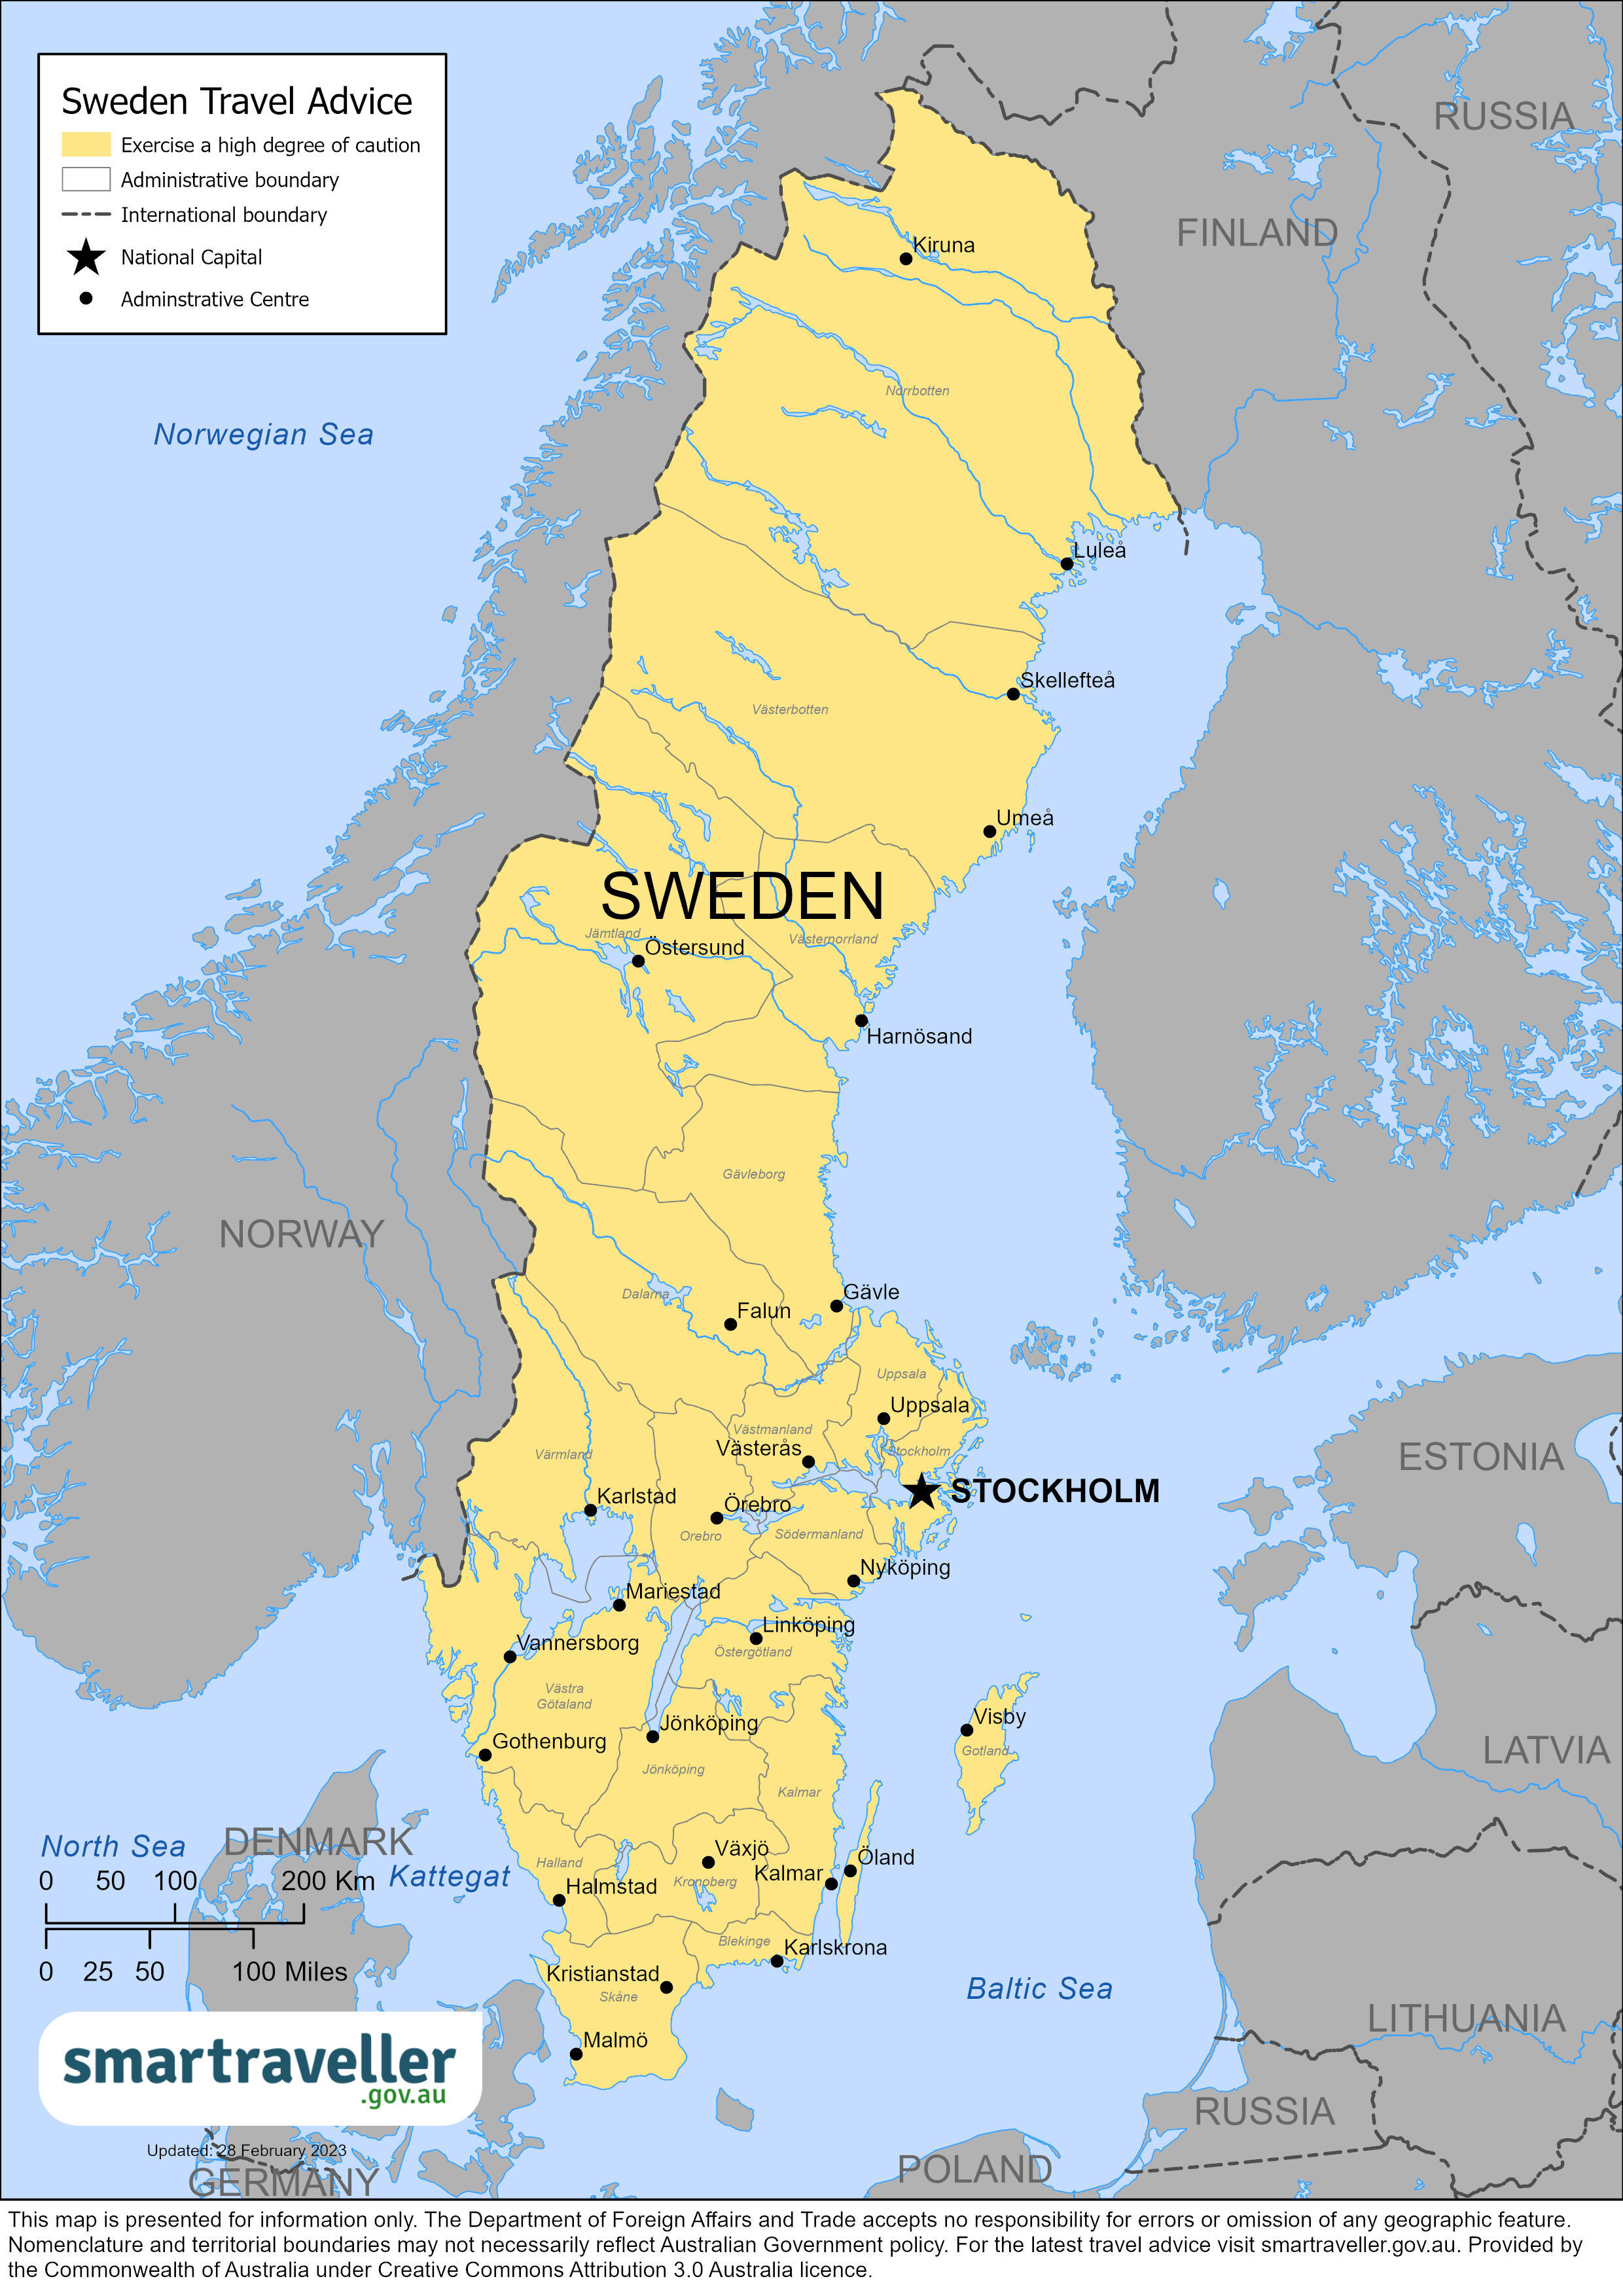 Sweden Travel Advice
Exercise a high degree of caution
Administrative boundary
International boundary
National Capital
Adminstrative Centre
RUSSIA
FINLAND
Kiruna
Norrbotten
Norwegian Sea
Luleå
Skellefteå
Västerbotten
Umeå
SWEDEN
Jämtland
Västernorrland
Östersund
Harnösand
Gävleborg
NORWAY
Dalarna
Gävle
Falun
Uppsala
Uppsala
Västmanland
Västerås
Stockholm
Värmland
ESTONIA
STOCKHOLM
Karlstad
Örebro
Orebro
Södermanland
Nyköping
Mariestad
Linköping
Vannersborg
Östergötland
Västra
Götaland
Visby
Jönköping
Gothenburg
Gotland
LATVIA
Jönköping
Kalmar
North Sea
DENMARK
Kattegat
Växjö
Öland
Halland
Kalmar
Kronoberg
Halmstad
0 50 100 200 Km
Blekinge
Karlskrona
0 25 50 100 Miles
Kristianstad
Skåne
Baltic Sea
LITHUANIA
Malmö
smartraveller
.gov.au
RUSSIA
Updated: 28 February 2023
POLAND
GERMANY
This map is presented for information only. The Department of Foreign Affairs and Trade accepts no responsibility for errors or omission of any geographic feature.
Nomenclature and territorial boundaries may not necessarily reflect Australian Government policy. For the latest travel advice visit smartraveller.gov.au. Provided by
the Commonwealth of Australia under Creative Commons Attribution 3.0 Australia licence.